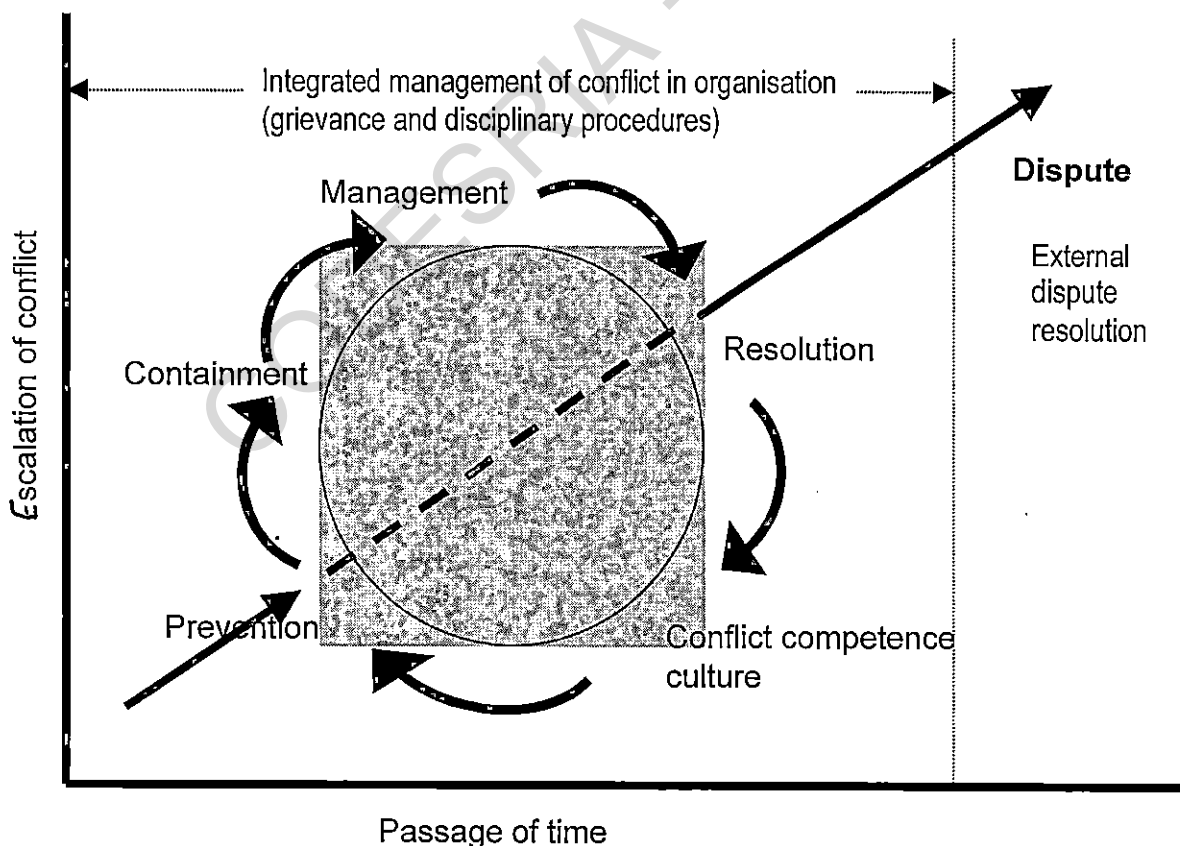 Integrated management of conflict in organisation
(grievance and disciplinary procedures)
Management
Dispute
External
dispute
resolution
Resolution
Containment
Prevention
Conflict competence
culture
Escalation of conflict
Passage of time